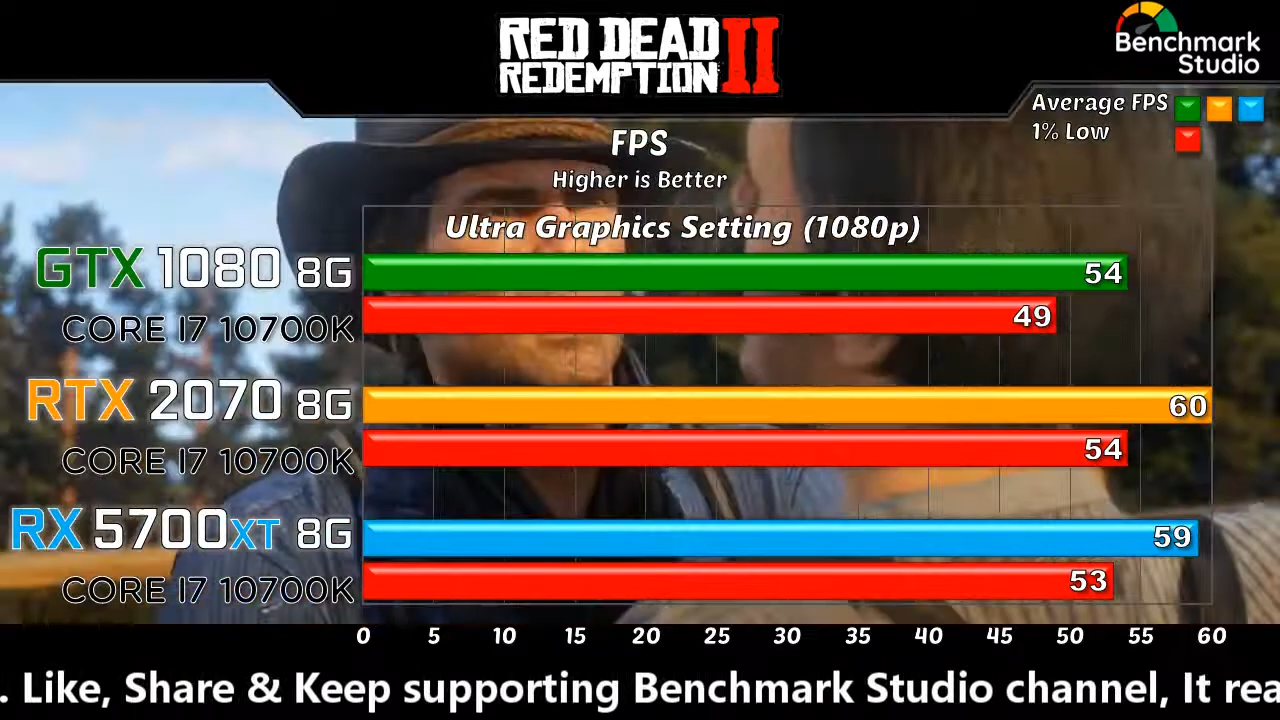 RED DEAD
REDEMPTION II
Benchmark
Studio
Average FPS
1% Low
FPS
Higher is Better
Ultra Graphics Setting (1080p)
GTX 1080 8G
54
CORE I7 10700K
49
RTX 2070 8G
60
CORE I7 10700K
54
RX 5700XT 8G
59
CORE I7 10700K
53
0 5 10 15 20 25 30 35 40 45 50 55 60
. Like, Share & Keep supporting Benchmark Studio channel, It rea